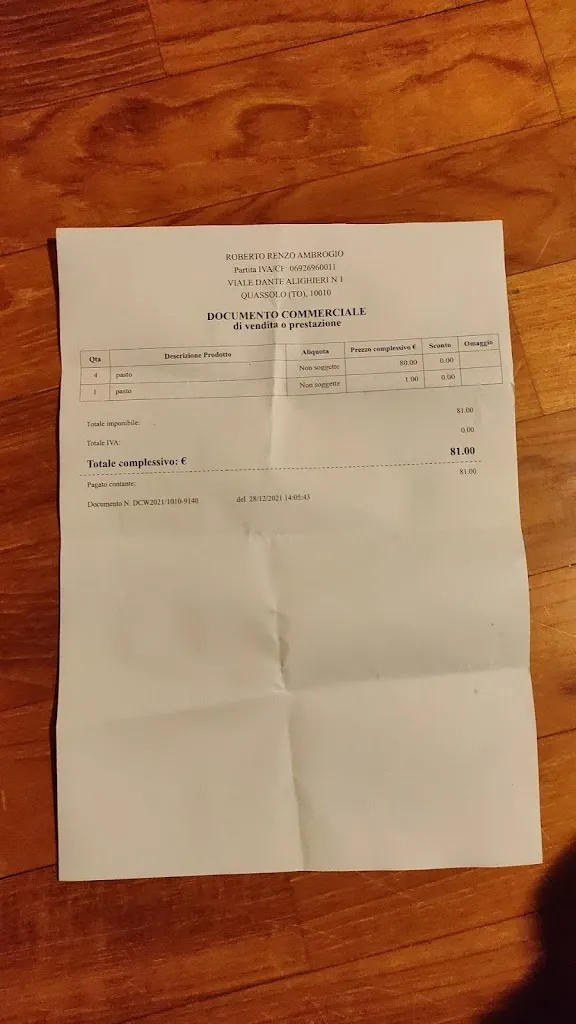 ROBERTO RENZO AMBROGIO
Partita IVA/CF: 06926960011
VIALE DANTE ALIGHIERI N 1
QUASSOLO (TO), 10010
DOCUMENTO COMMERCIALE
di vendita o prestazione
Qta Descrizione Prodotto Aliquota Prezzo complessivo € Sconto Omaggio
4 pasto Non soggette 80.00 0.00
1 pasto Non soggette 1.00 0.00
Totale imponibile: 81.00
Totale IVA: 0.00
Totale complessivo: € 81.00
Pagato contante: 81.00
Documento N. DCW2021/1010-9140 del 28/12/2021 14:05:43